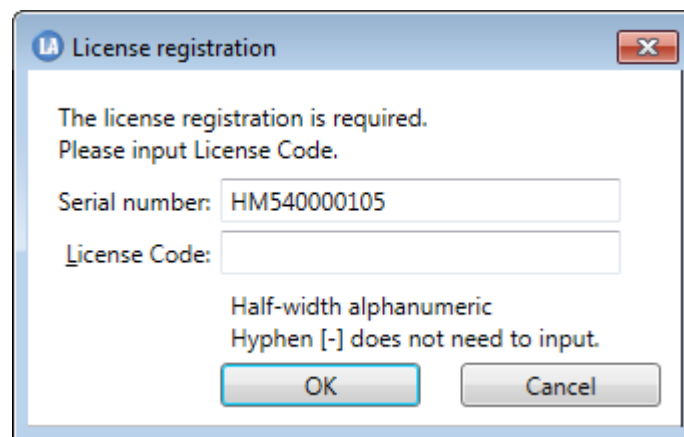 LA License registration
The license registration is required.
Please input License Code.
Serial number: HM540000105
License Code:
Half-width alphanumeric
Hyphen [-] does not need to input.
OK Cancel